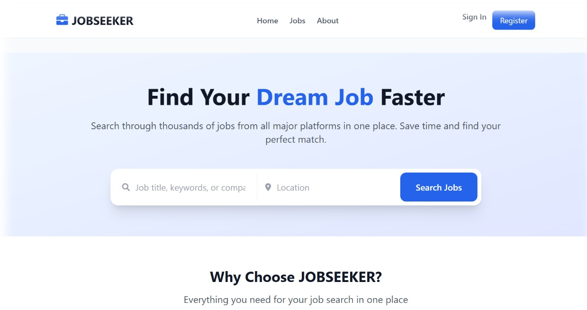 JOBSEEKER
Home Jobs About
Sign In Register
Find Your Dream Job Faster
Search through thousands of jobs from all major platforms in one place. Save time and find your
perfect match.
Job title, keywords, or compa
Location
Search Jobs
Why Choose JOBSEEKER?
Everything you need for your job search in one place